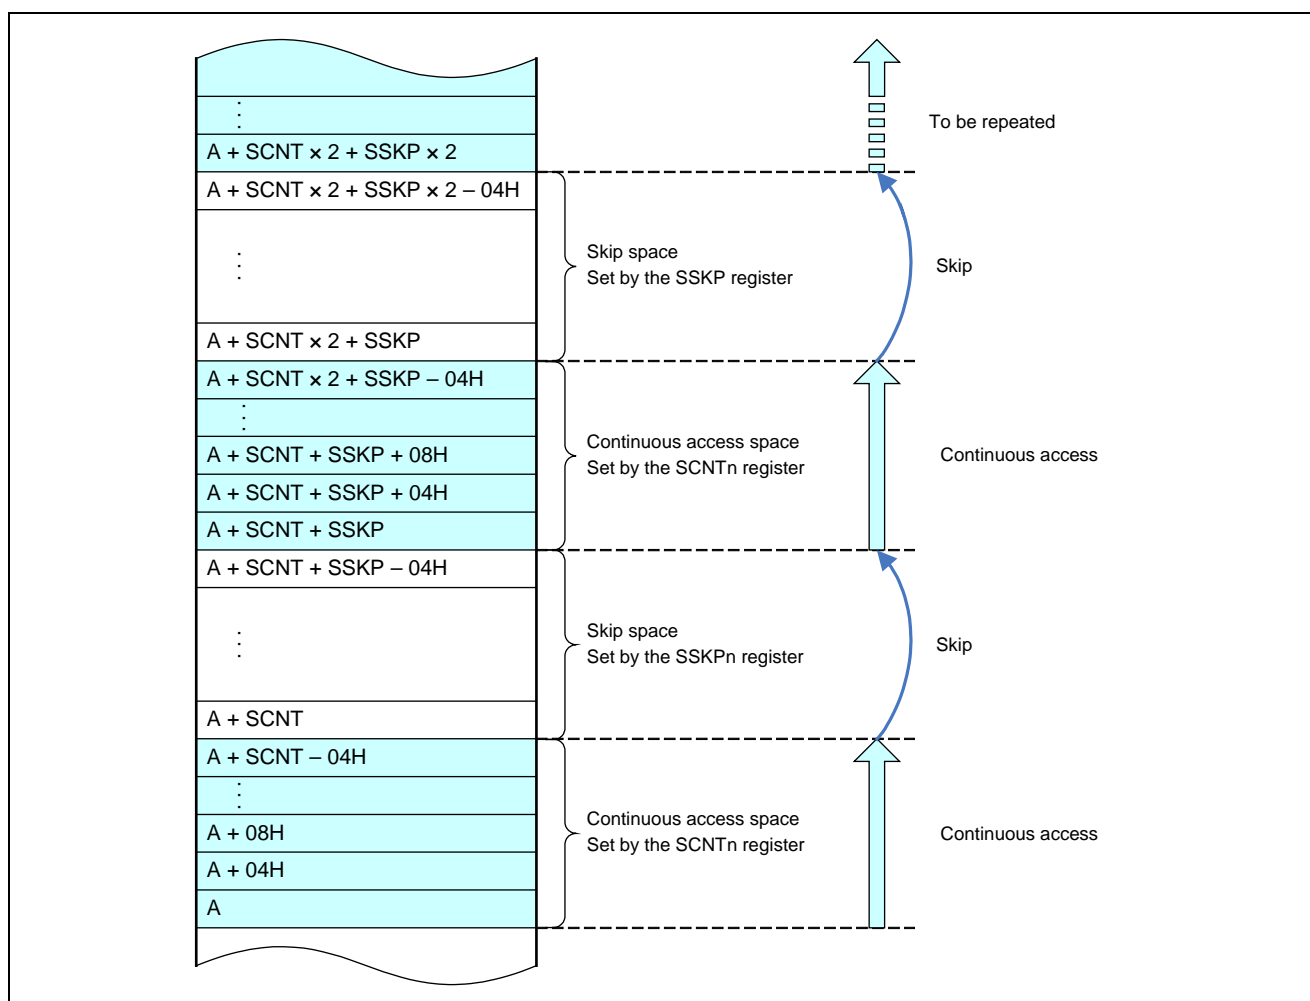 To be repeated
A + SCNT × 2 + SSKP × 2
A + SCNT × 2 + SSKP × 2 – 04H
Skip space
Set by the SSKP register
Skip
A + SCNT × 2 + SSKP
A + SCNT × 2 + SSKP – 04H
A + SCNT + SSKP + 08H
A + SCNT + SSKP + 04H
A + SCNT + SSKP
Continuous access space
Set by the SCNTn register
Continuous access
A + SCNT + SSKP – 04H
Skip space
Set by the SSKPn register
Skip
A + SCNT
A + SCNT – 04H
A + 08H
A + 04H
A
Continuous access space
Set by the SCNTn register
Continuous access